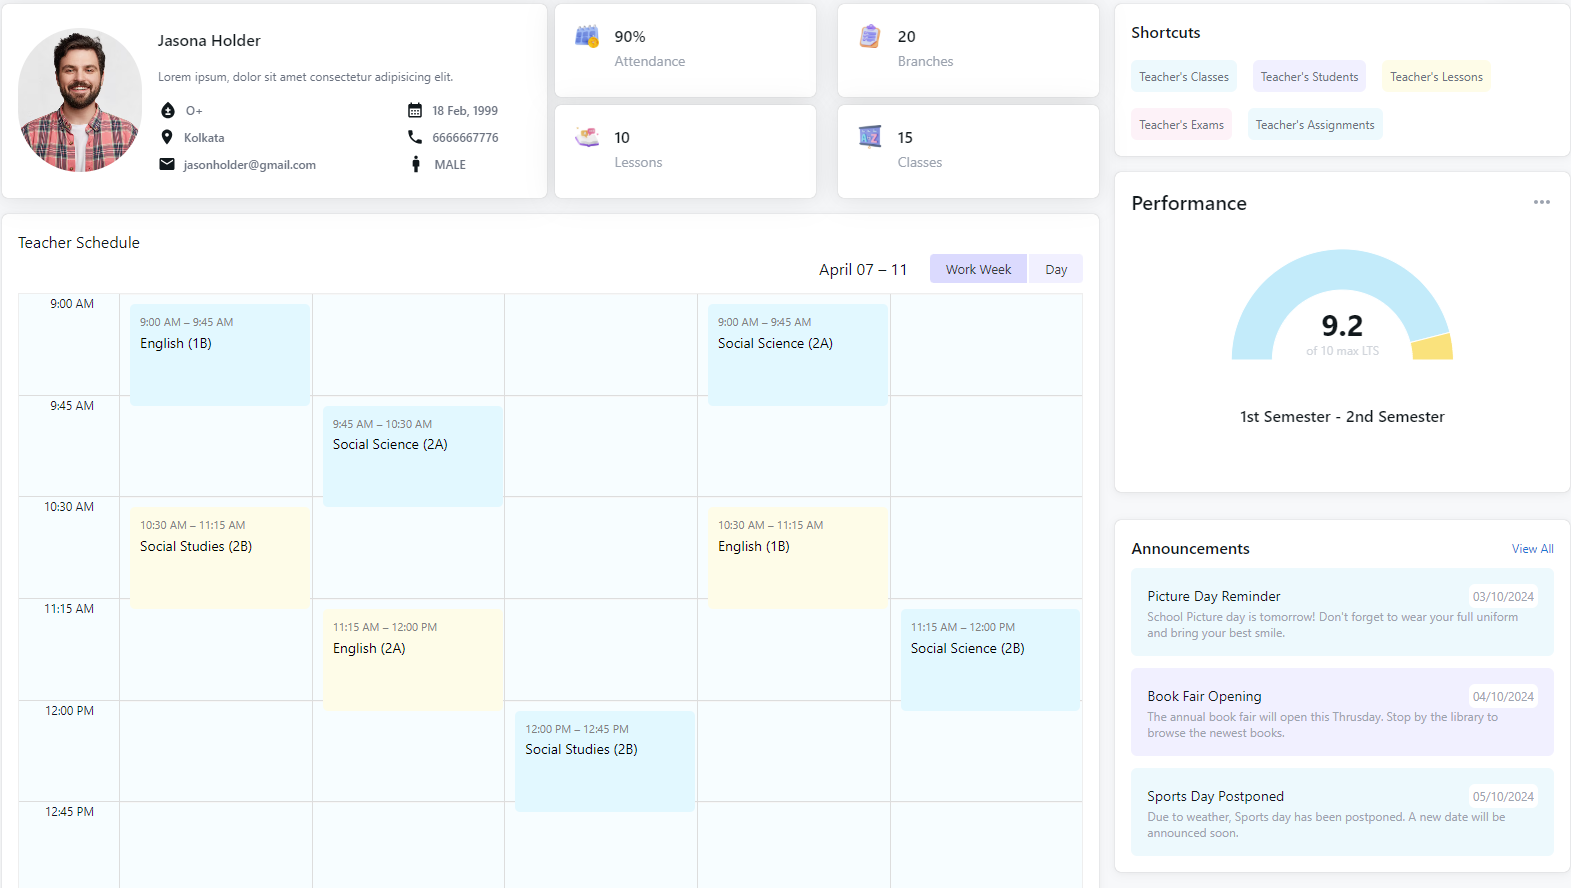 Jasona Holder
Lorem ipsum, dolor sit amet consectetur adipisicing elit.
O+
18 Feb, 1999
Kolkata
6666667776
jasonholder@gmail.com
MALE
90%
Attendance
20
Branches
10
Lessons
15
Classes
Shortcuts
Teacher's Classes
Teacher's Students
Teacher's Lessons
Teacher's Exams
Teacher's Assignments
Performance
9.2
of 10 max LTS
1st Semester - 2nd Semester
Teacher Schedule
April 07 – 11
Work Week
Day
9:00 AM
9:00 AM – 9:45 AM
English (1B)
9:00 AM – 9:45 AM
Social Science (2A)
9:45 AM
9:45 AM – 10:30 AM
Social Science (2A)
10:30 AM
10:30 AM – 11:15 AM
Social Studies (2B)
10:30 AM – 11:15 AM
English (1B)
11:15 AM
11:15 AM – 12:00 PM
English (2A)
11:15 AM – 12:00 PM
Social Science (2B)
12:00 PM
12:00 PM – 12:45 PM
Social Studies (2B)
12:45 PM
Announcements
View All
Picture Day Reminder
03/10/2024
School Picture day is tomorrow! Don't forget to wear your full uniform
and bring your best smile.
Book Fair Opening
04/10/2024
The annual book fair will open this Thrusday. Stop by the library to
browse the newest books.
Sports Day Postponed
05/10/2024
Due to weather, Sports day has been postponed. A new date will be
announced soon.